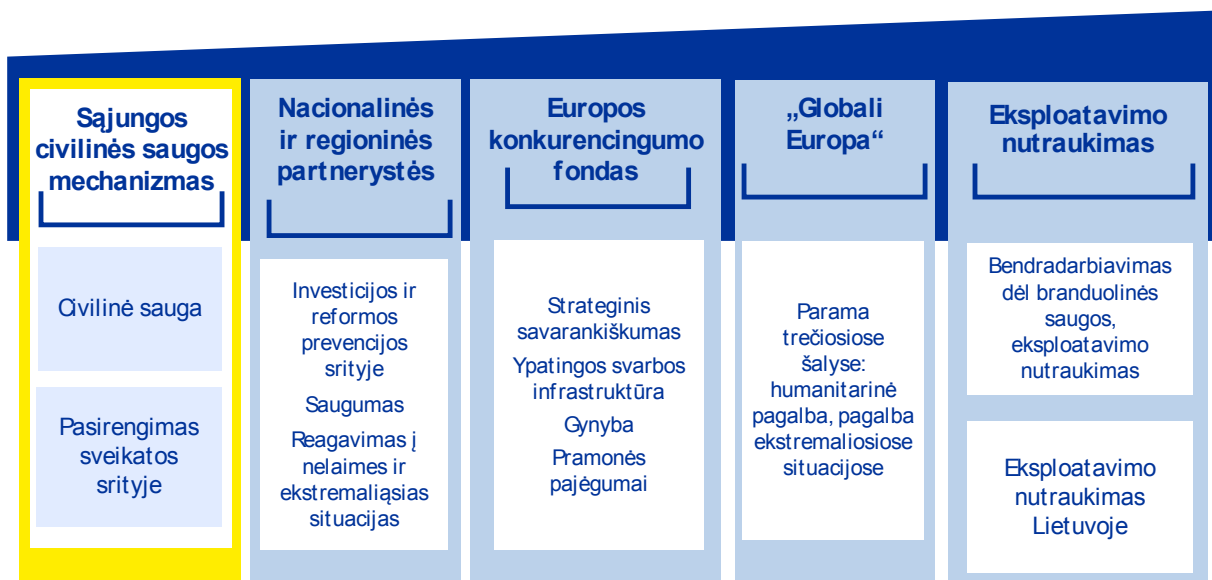 Sąjungos
civilinės saugos
mechanizmas
Civilinė sauga
Pasirengimas
sveikatos
srityje
Nacionalinės
ir regioninės
partnerystės
Investicijos ir
reformos
prevencijos
srityje
Saugumas
Reagavimas į
nelaimes ir
ekstremaliąsias
situacijas
Europos
konkurencingumo
fondas
Strateginis
savarankiškumas
Ypatingos svarbos
infrastruktūra
Gynyba
Pramonės
pajėgumai
„Globali
Europa“
Parama
trečiosiose
šalyse:
humanitarinė
pagalba, pagalba
ekstremaliosiose
situacijose
Eksploatavimo
nutraukimas
Bendradarbiavimas
dėl branduolinės
saugos,
eksploatavimo
nutraukimas
Eksploatavimo
nutraukimas
Lietuvoje